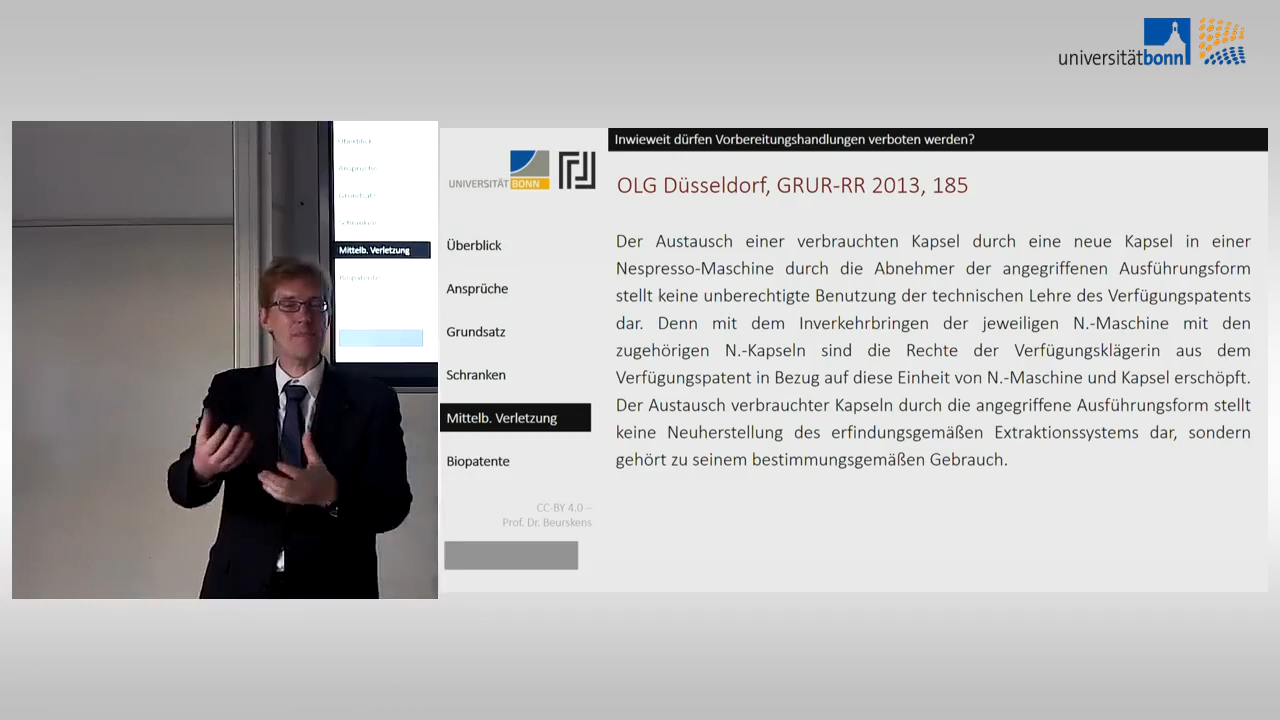 universitätbonn
Überblick
Ansprüche
Grundsatz
Schranken
Mittelb. Verletzung
Biopatente
Inwieweit dürfen Vorbereitungshandlungen verboten werden?
UNIVERSITÄT BONN
OLG Düsseldorf, GRUR-RR 2013, 185
Der Austausch einer verbrauchten Kapsel durch eine neue Kapsel in einer
Nespresso-Maschine durch die Abnehmer der angegriffenen Ausführungsform
stellt keine unberechtigte Benutzung der technischen Lehre des Verfügungspatents
dar. Denn mit dem Inverkehrbringen der jeweiligen N.-Maschine mit den
zugehörigen N.-Kapseln sind die Rechte der Verfügungsklägerin aus dem
Verfügungspatent in Bezug auf diese Einheit von N.-Maschine und Kapsel erschöpft.
Der Austausch verbrauchter Kapseln durch die angegriffene Ausführungsform stellt
keine Neuherstellung des erfindungsgemäßen Extraktionssystems dar, sondern
gehört zu seinem bestimmungsgemäßen Gebrauch.
Überblick
Ansprüche
Grundsatz
Schranken
Mittelb. Verletzung
Biopatente
CC-BY 4.0 –
Prof. Dr. Beurskens